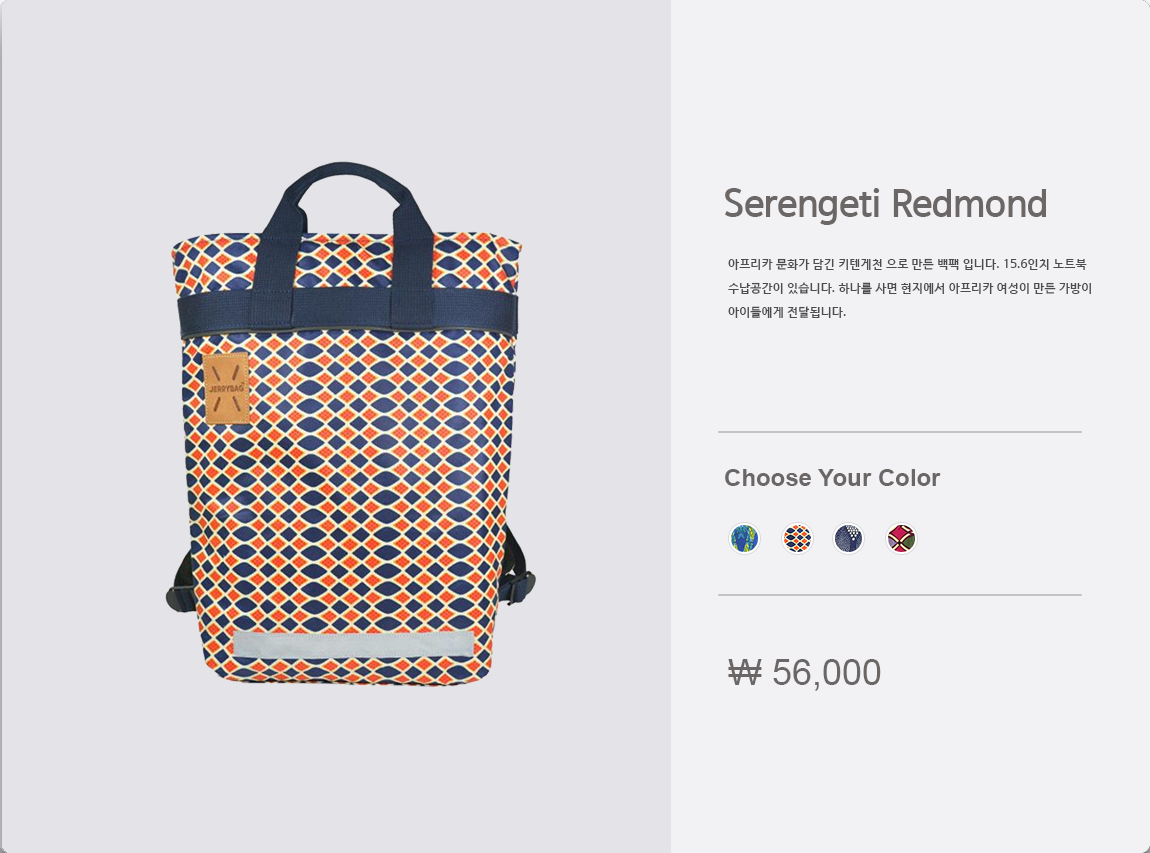 JERRYBAG
Serengeti Redmond
아프리카 문화가 담긴 키텐게천 으로 만든 백팩 입니다. 15.6인치 노트북
수납공간이 있습니다. 하나를 사면 현지에서 아프리카 여성이 만든 가방이
아이들에게 전달됩니다.
Choose Your Color
₩ 56,000